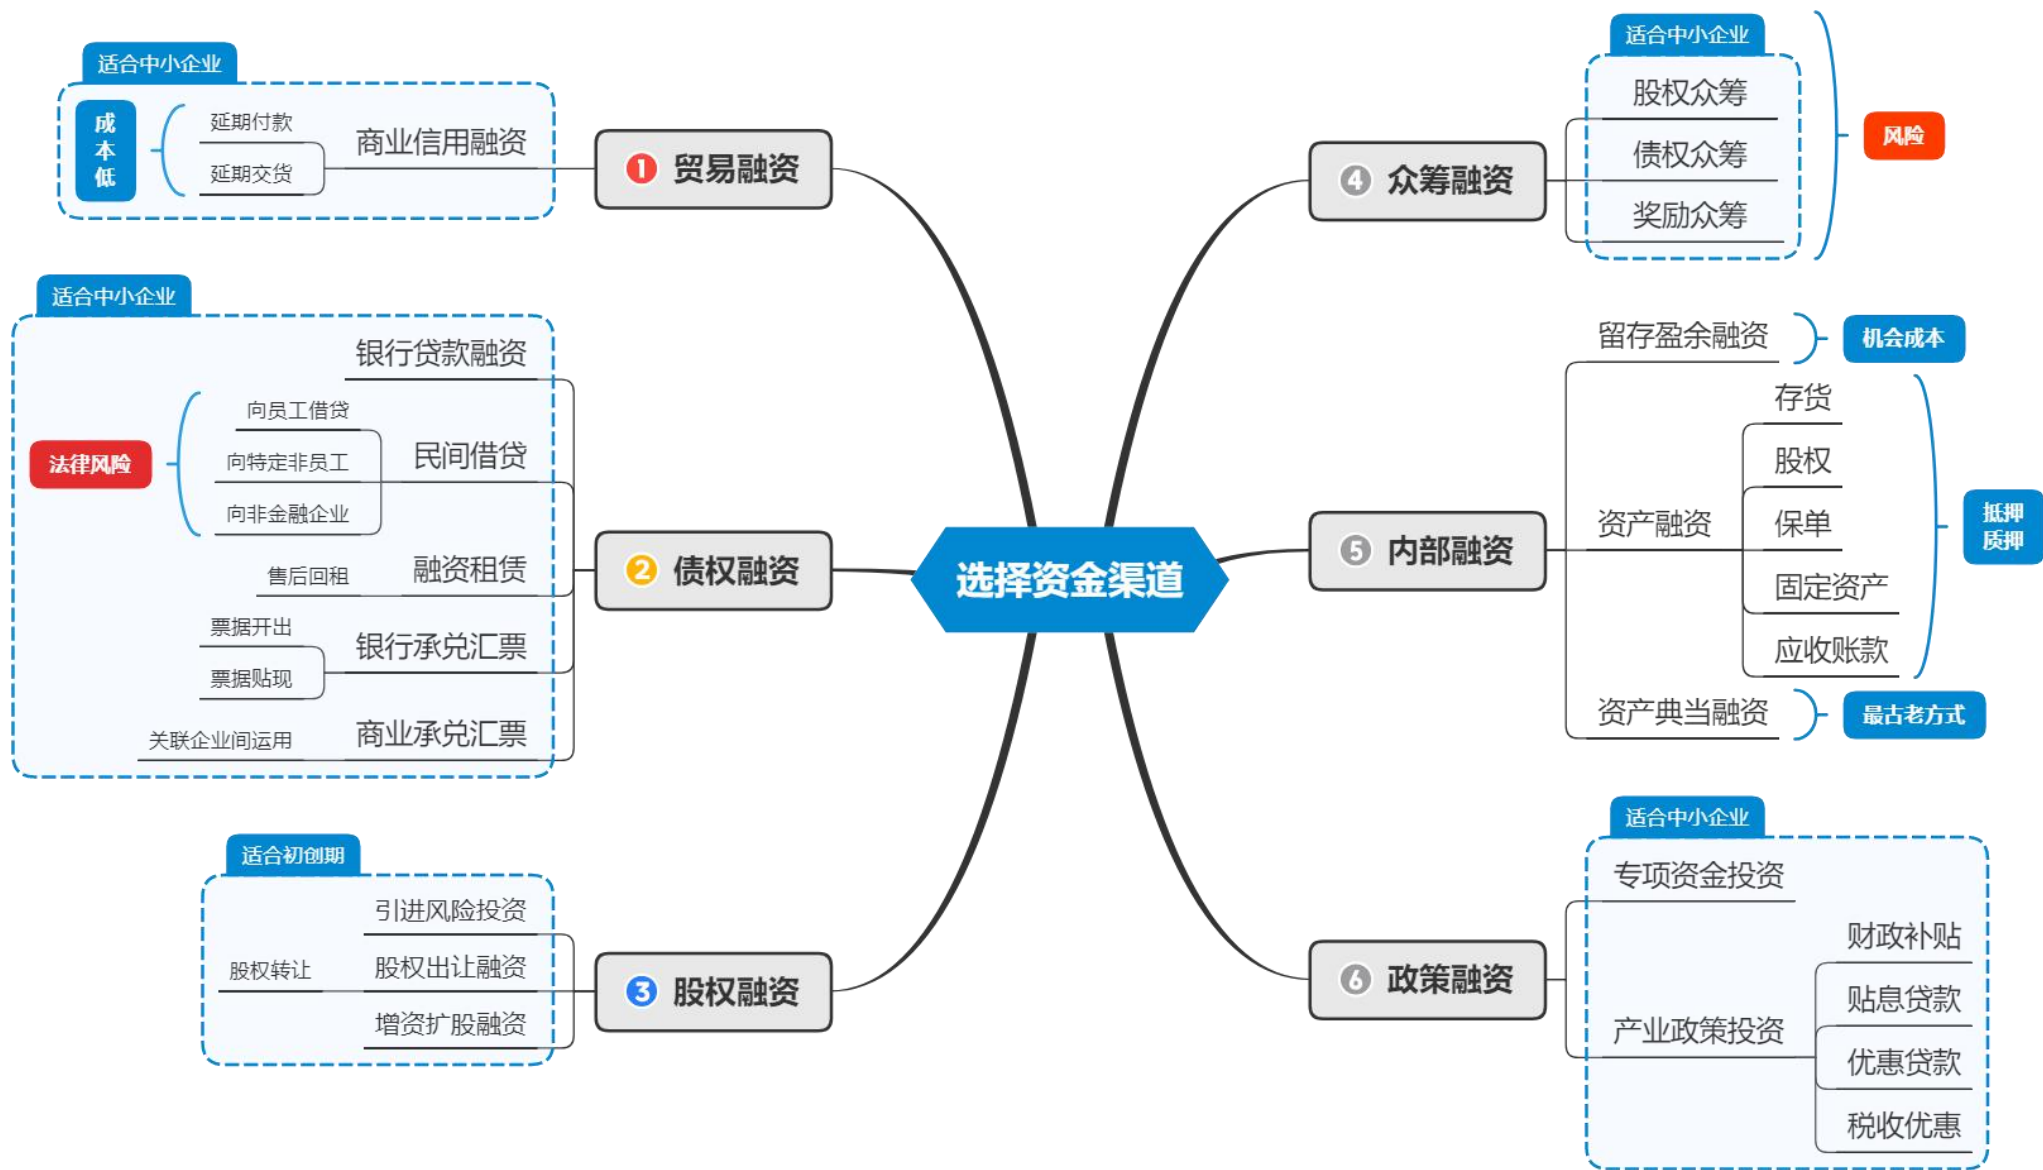 选择资金渠道
1 贸易融资
适合中小企业
商业信用融资
延期付款
延期交货
成
本
低
2 债权融资
适合中小企业
银行贷款融资
民间借贷
向员工借贷
向特定非员工
向非金融企业
法律风险
融资租赁
售后回租
银行承兑汇票
票据开出
票据贴现
商业承兑汇票
关联企业间运用
3 股权融资
适合初创期
引进风险投资
股权出让融资
股权转让
增资扩股融资
4 众筹融资
适合中小企业
股权众筹
债权众筹
奖励众筹
风险
5 内部融资
留存盈余融资
机会成本
资产融资
存货
股权
保单
固定资产
应收账款
抵押
质押
资产典当融资
最古老方式
6 政策融资
适合中小企业
专项资金投资
产业政策投资
财政补贴
贴息贷款
优惠贷款
税收优惠